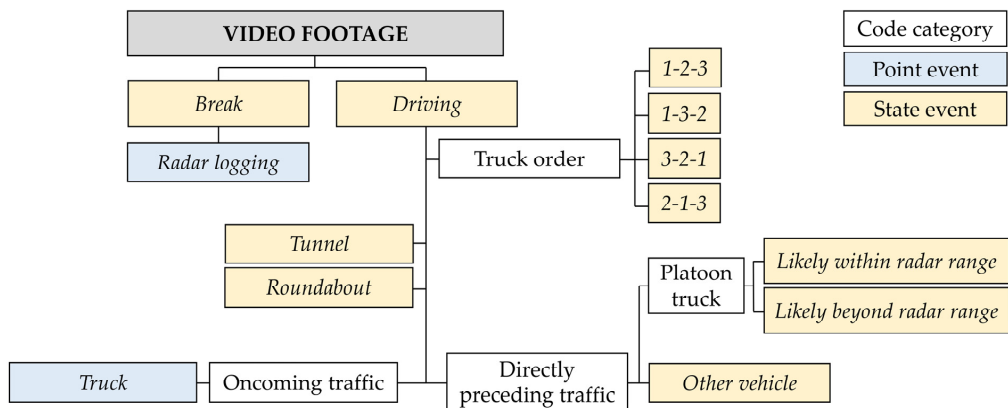 VIDEO FOOTAGE
Code category
Point event
State event
Break
Driving
Radar logging
Truck order
1-2-3
1-3-2
3-2-1
2-1-3
Tunnel
Roundabout
Platoon
truck
Likely within radar range
Likely beyond radar range
Truck
Oncoming traffic
Directly
preceding traffic
Other vehicle